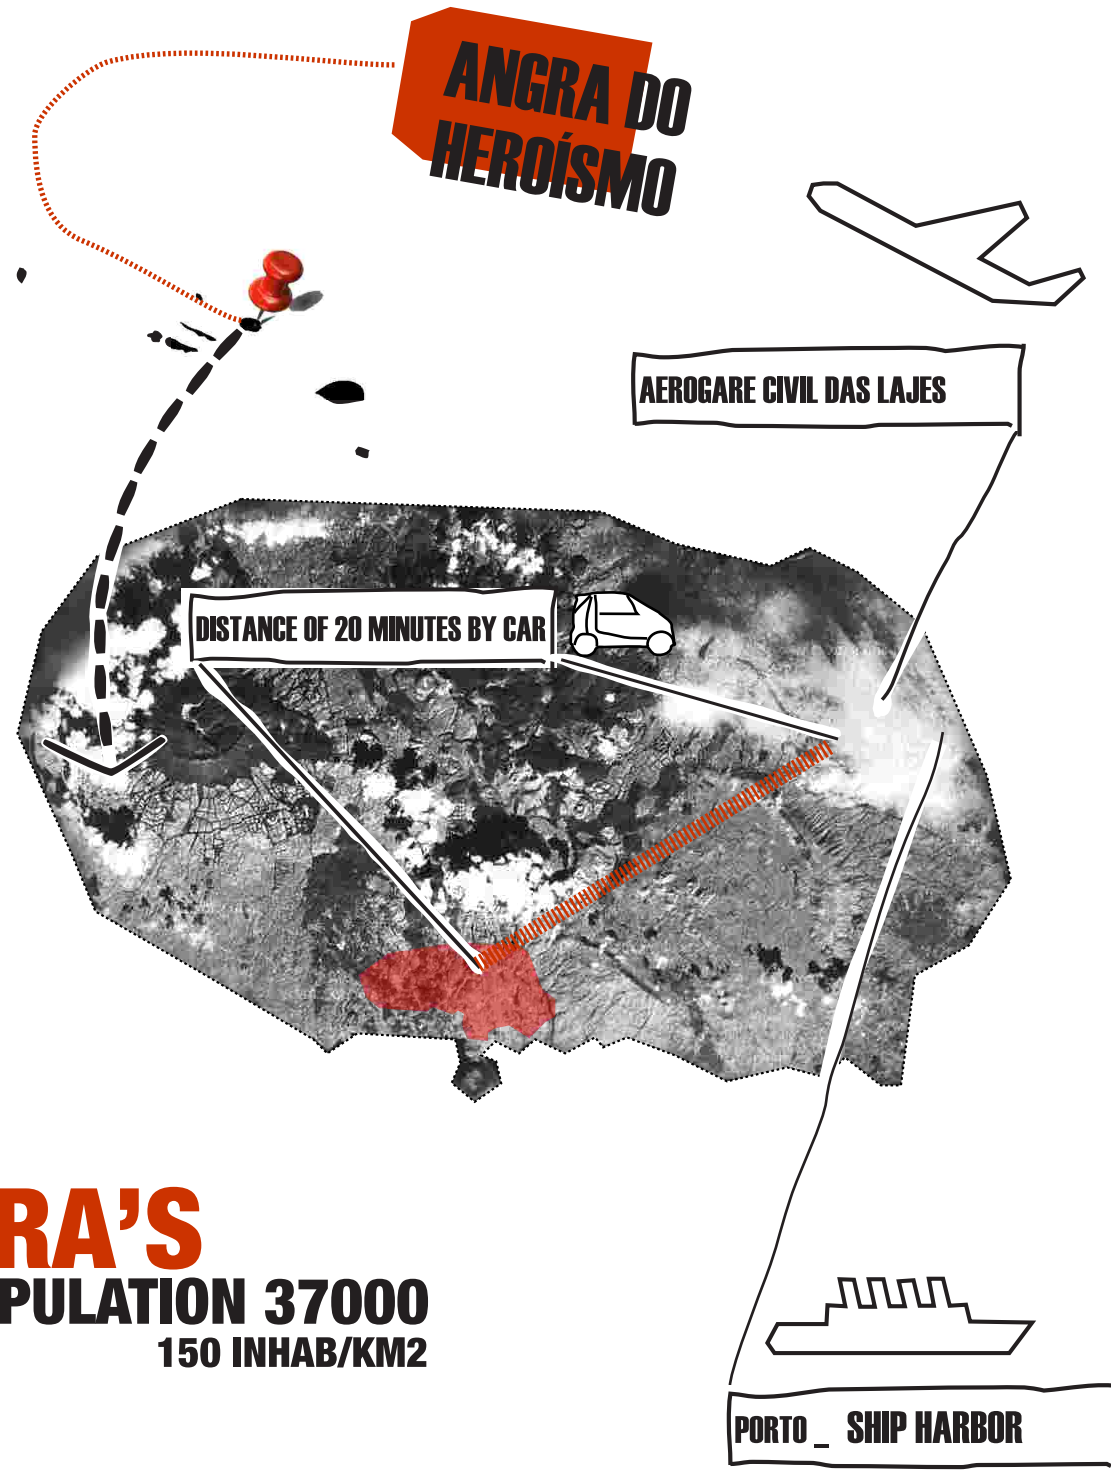 ANGRA DO
HEROÍSMO
AEROGARE CIVIL DAS LAJES
DISTANCE OF 20 MINUTES BY CAR
RA'S
PULATION 37000
150 INHAB/KM2
PORTO _ SHIP HARBOR